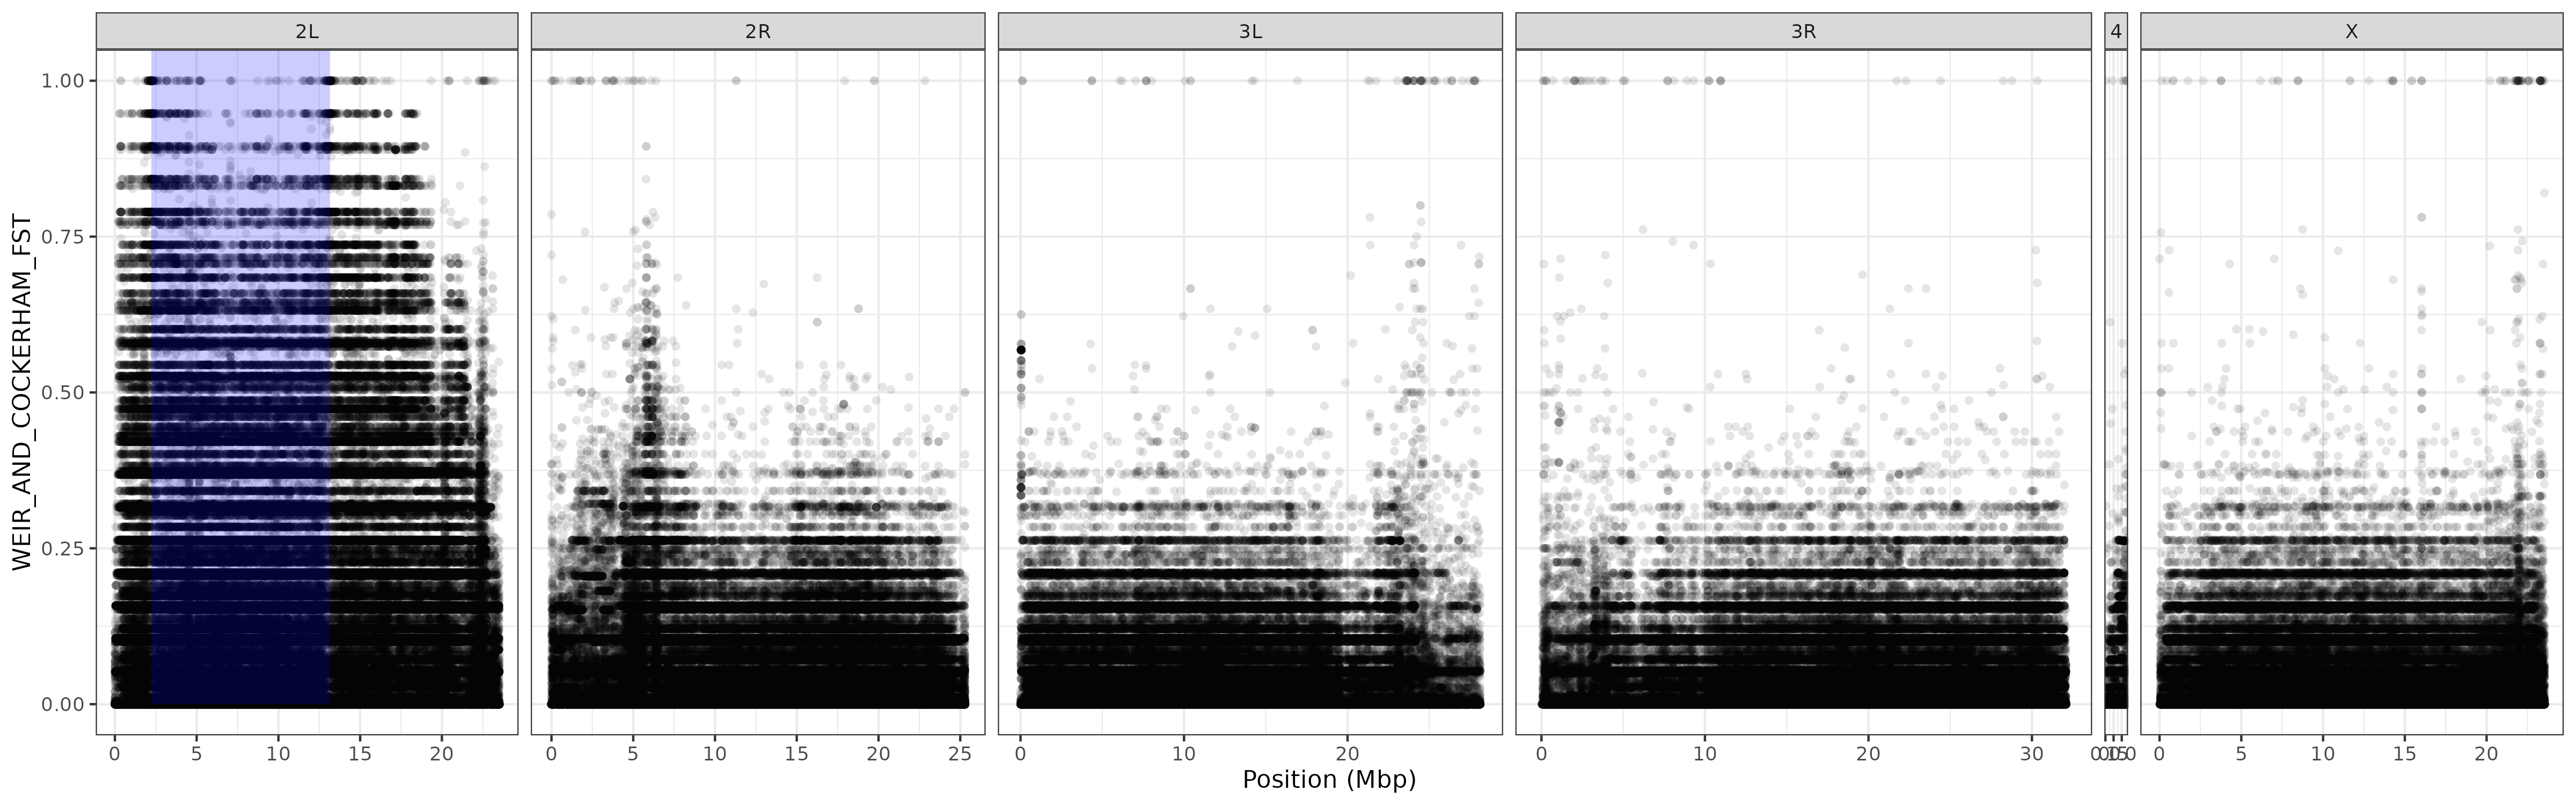 2L 2R 3L 3R 4 X
WEIR_AND_COCKERHAM_FST
1.00
0.75
0.50
0.25
0.00
0 5 10 15 20 0 5 10 15 20 25 0 10 20 0 10 20 30 0 5 10 15 20
Position (Mbp)